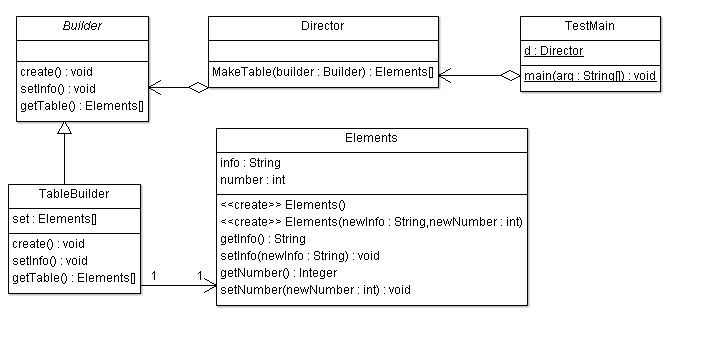 Builder
create() : void
setInfo() : void
getTable() : Elements[]
Director
MakeTable(builder : Builder) : Elements[]
TestMain
d : Director
main(arq : String[]) : void
TableBuilder
set : Elements[]
create() : void
setInfo() : void
getTable() : Elements[]
1
1
Elements
info : String
number : int
<<create>> Elements()
<<create>> Elements(newInfo : String,newNumber : int)
getInfo() : String
setInfo(newInfo : String) : void
getNumber() : Integer
setNumber(newNumber : int) : void